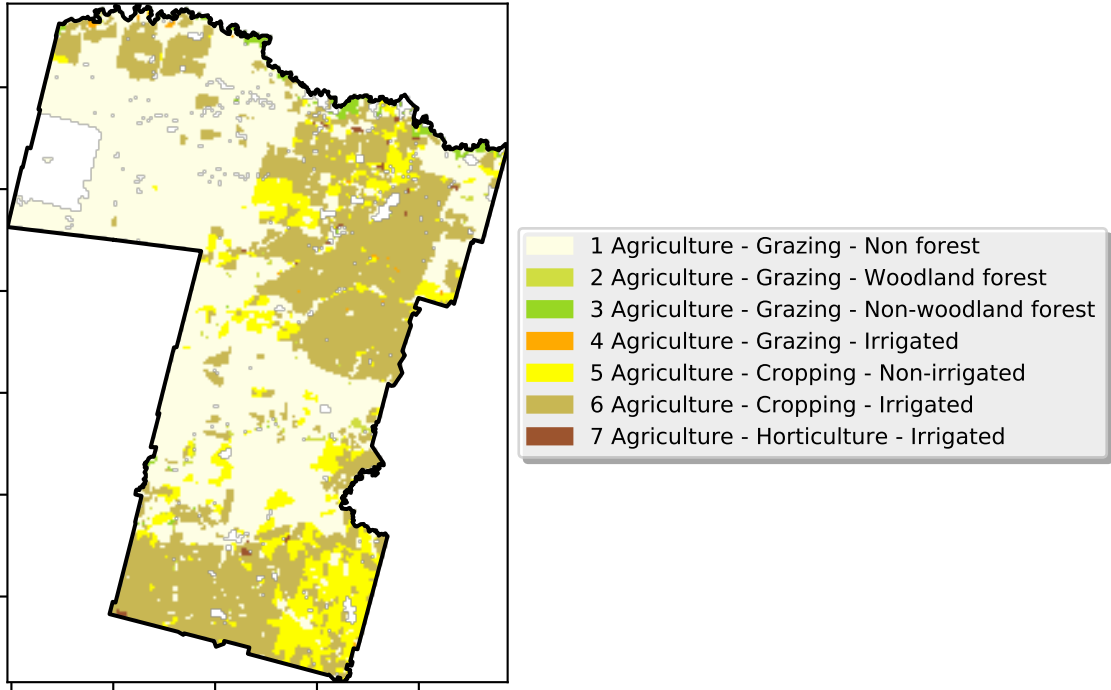 1 Agriculture - Grazing - Non forest
2 Agriculture - Grazing - Woodland forest
3 Agriculture - Grazing - Non-woodland forest
4 Agriculture - Grazing - Irrigated
5 Agriculture - Cropping - Non-irrigated
6 Agriculture - Cropping - Irrigated
7 Agriculture - Horticulture - Irrigated